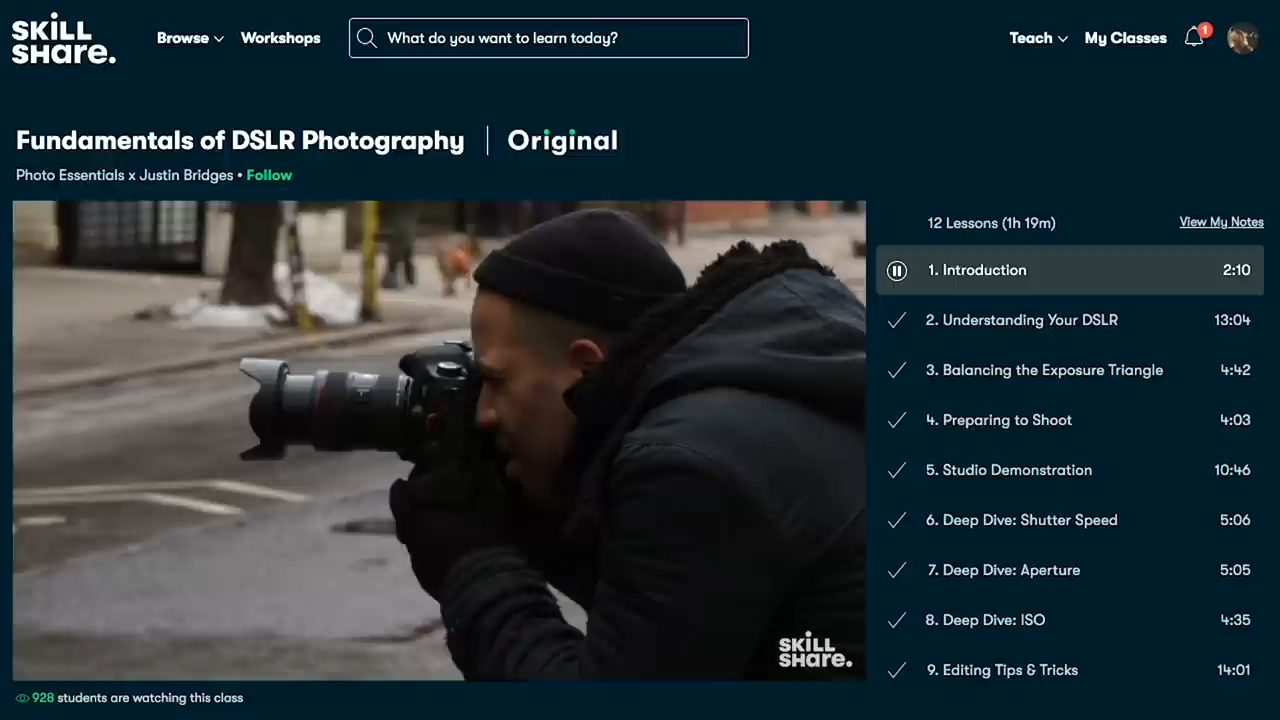 SKILL
SHARE.
Browse
Workshops
What do you want to learn today?
Teach
My Classes
1
Fundamentals of DSLR Photography | Original
Photo Essentials x Justin Bridges • Follow
12 Lessons (1h 19m)
View My Notes
1. Introduction 2:10
2. Understanding Your DSLR 13:04
3. Balancing the Exposure Triangle 4:42
4. Preparing to Shoot 4:03
5. Studio Demonstration 10:46
6. Deep Dive: Shutter Speed 5:06
7. Deep Dive: Aperture 5:05
8. Deep Dive: ISO 4:35
9. Editing Tips & Tricks 14:01
SKILL
SHARE.
928 students are watching this class